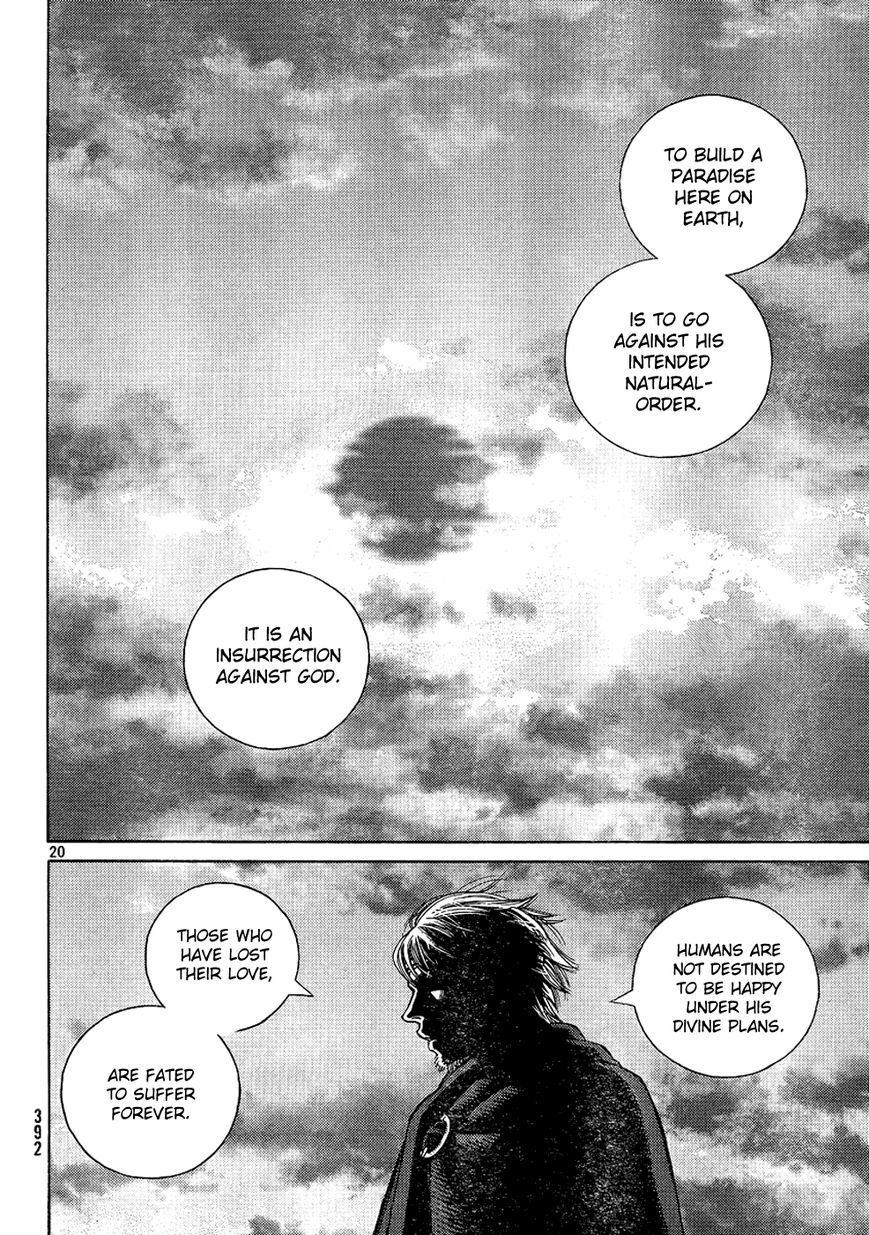 TO BUILD A
PARADISE
HERE ON
EARTH,
IS TO GO
AGAINST HIS
INTENDED
NATURAL-
ORDER.
IT IS AN
INSURRECTION
AGAINST GOD.
20
HUMANS ARE
NOT DESTINED
TO BE HAPPY
UNDER HIS
DIVINE PLANS.
THOSE WHO
HAVE LOST
THEIR LOVE,
ARE FATED
TO SUFFER
FOREVER.
392